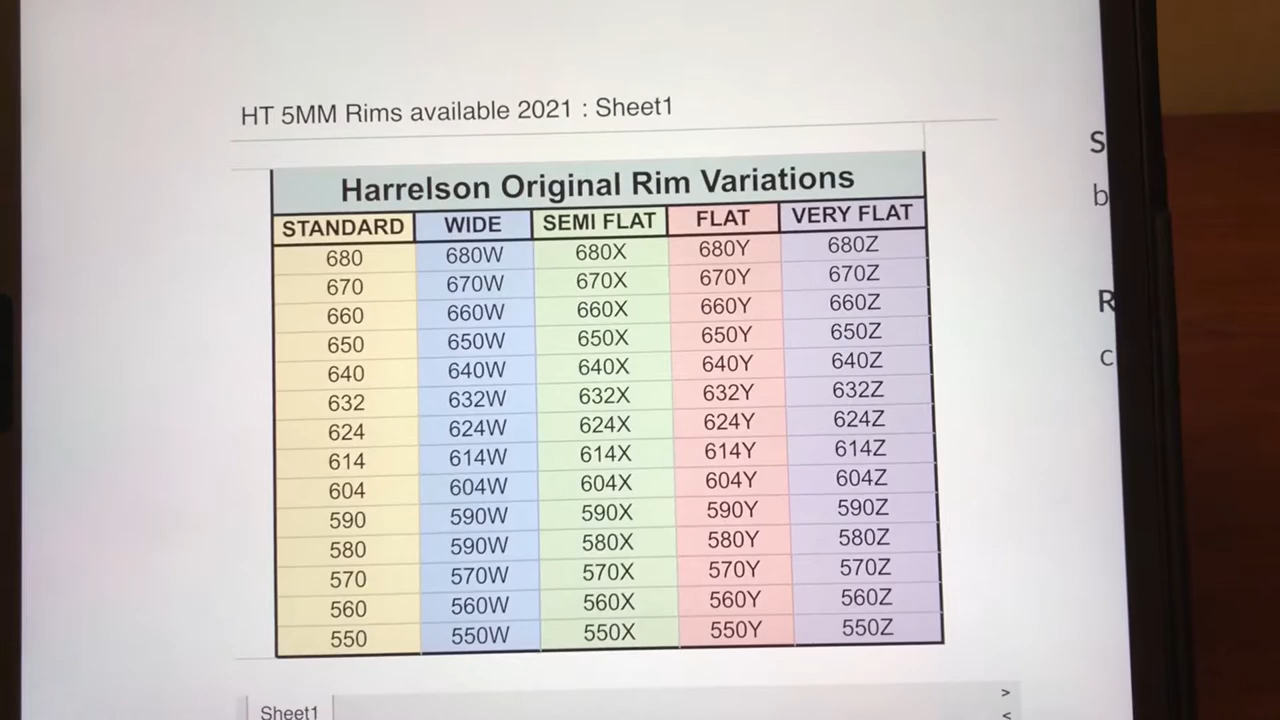 HT 5MM Rims available 2021 : Sheet1
Harrelson Original Rim Variations
STANDARD WIDE SEMI FLAT FLAT VERY FLAT
680 680W 680X 680Y 680Z
670 670W 670X 670Y 670Z
660 660W 660X 660Y 660Z
650 650W 650X 650Y 650Z
640 640W 640X 640Y 640Z
632 632W 632X 632Y 632Z
624 624W 624X 624Y 624Z
614 614W 614X 614Y 614Z
604 604W 604X 604Y 604Z
590 590W 590X 590Y 590Z
580 590W 580X 580Y 580Z
570 570W 570X 570Y 570Z
560 560W 560X 560Y 560Z
550 550W 550X 550Y 550Z
Sheet1
>
<
S
b
R
c